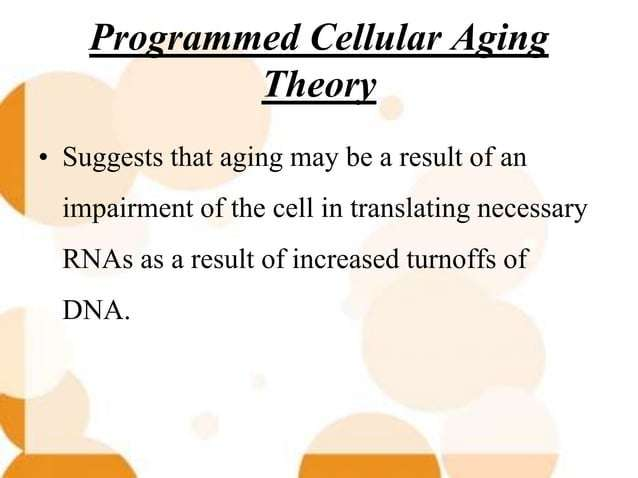 Programmed Cellular Aging
Theory
• Suggests that aging may be a result of an
impairment of the cell in translating necessary
RNAs as a result of increased turnoffs of
DNA.